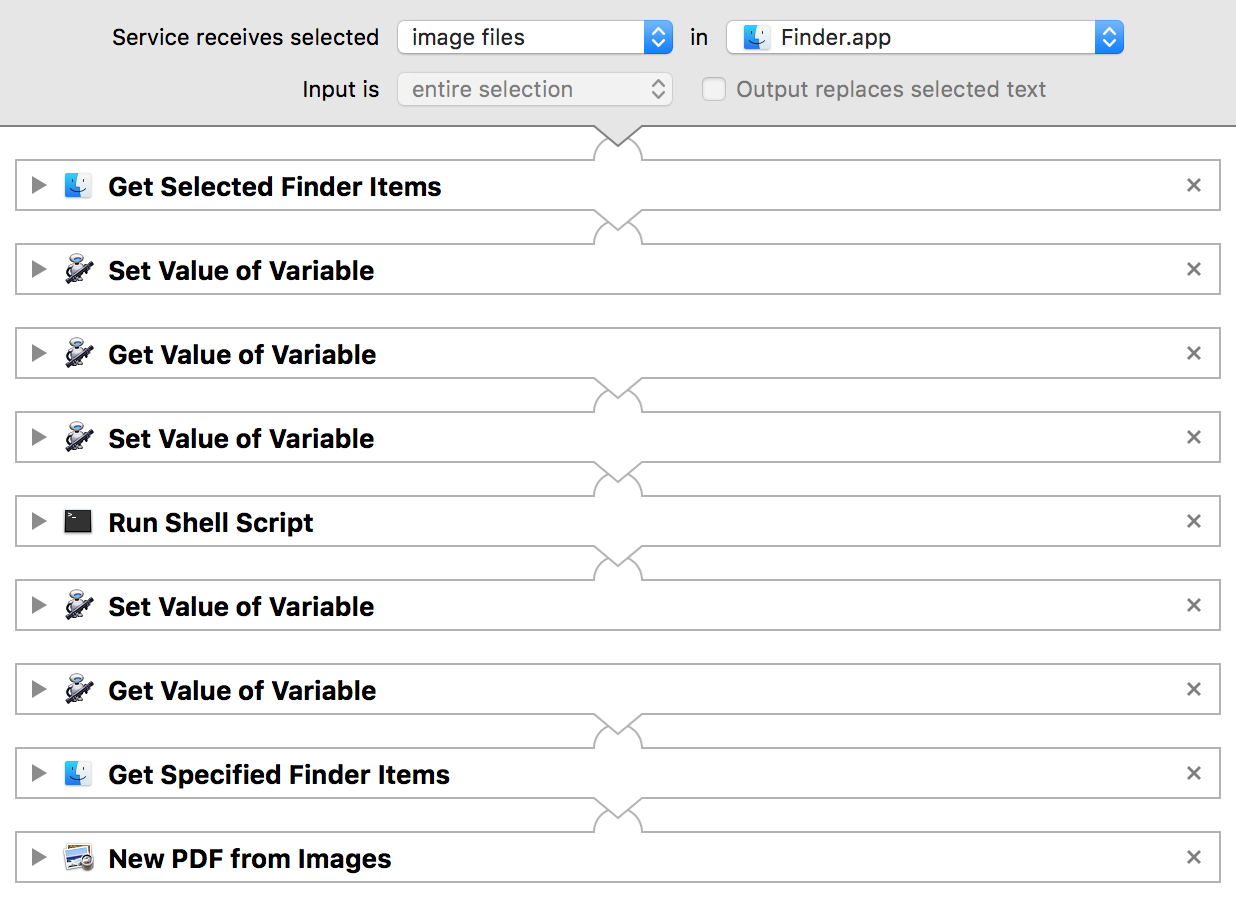 Service receives selected image files in Finder.app
Input is entire selection Output replaces selected text
Get Selected Finder Items
Set Value of Variable
Get Value of Variable
Set Value of Variable
Run Shell Script
Set Value of Variable
Get Value of Variable
Get Specified Finder Items
New PDF from Images